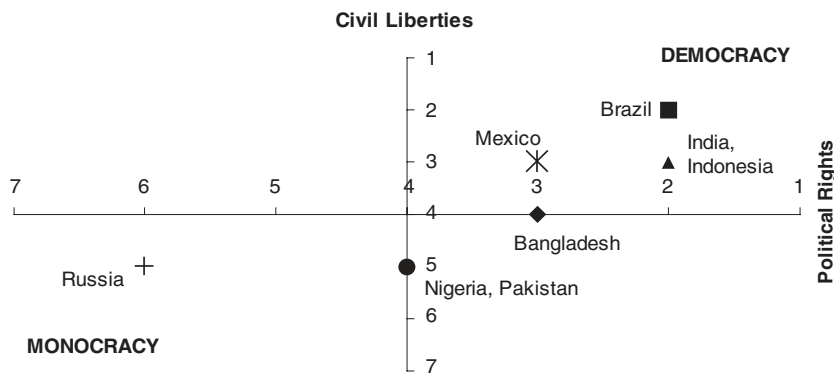 Civil Liberties
1
DEMOCRACY
2
Brazil
Mexico
India,
Indonesia
3
7 6 5 4 3 2 1
4
Bangladesh
Political Rights
Russia
5
Nigeria, Pakistan
6
MONOCRACY
7